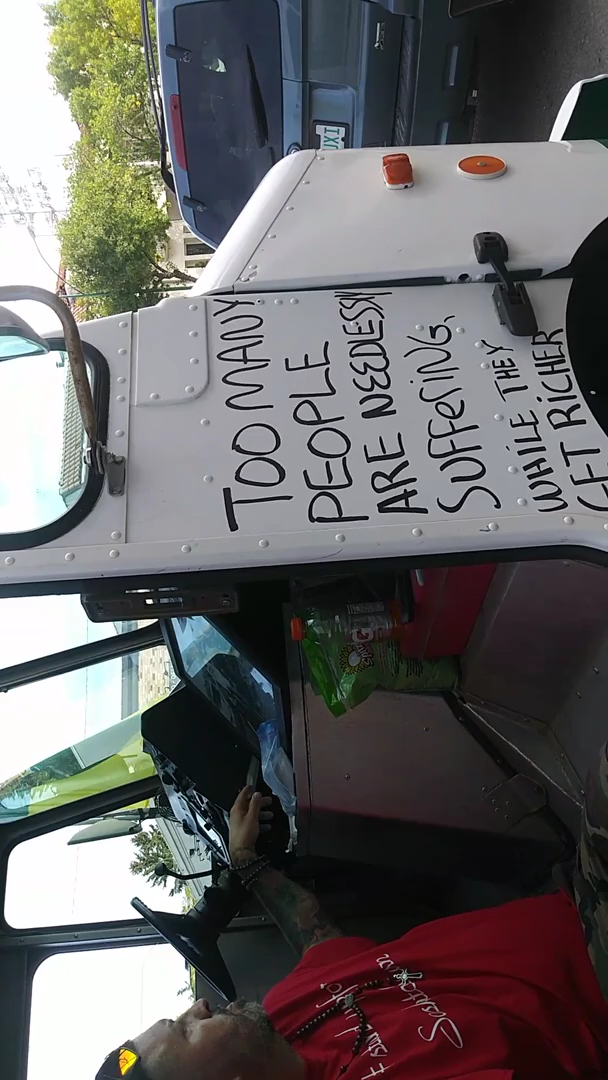 TOO MANY
PEOPLE
ARE NEEDLESSLY
SUFFERING,
WHILE THEY
GET RICHER